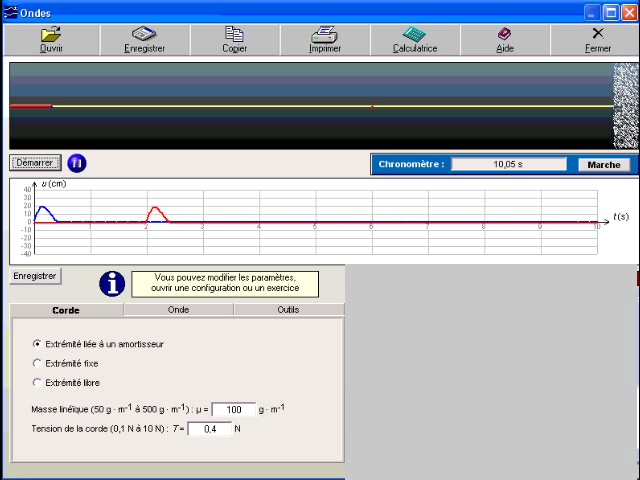 Ondes
Ouvrir Enregistrer Copier Imprimer Calculatrice Aide Fermer
Démarrer Chronomètre : 10,05 s Marche
υ (cm)
40
30
20
10
0
-10
-20
-30
-40
1 2 3 4 5 6 7 8 9 10 t(s)
Enregistrer
Vous pouvez modifier les paramètres,
ouvrir une configuration ou un exercice
Corde Onde Outils
Extrémité liée à un amortisseur
Extrémité fixe
Extrémité libre
Masse linéïque (50 g · m-1 à 500 g · m-1) : μ = 100 g · m-1
Tension de la corde (0,1 N à 10 N) : T = 0,4 N